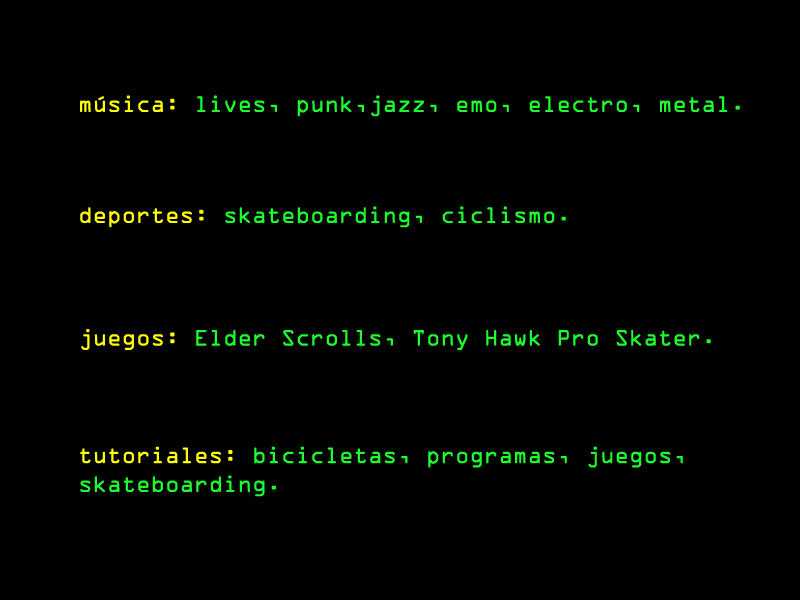 música: lives, punk,jazz, emo, electro, metal.
deportes: skateboarding, ciclismo.
juegos: Elder Scrolls, Tony Hawk Pro Skater.
tutoriales: bicicletas, programas, juegos,
skateboarding.